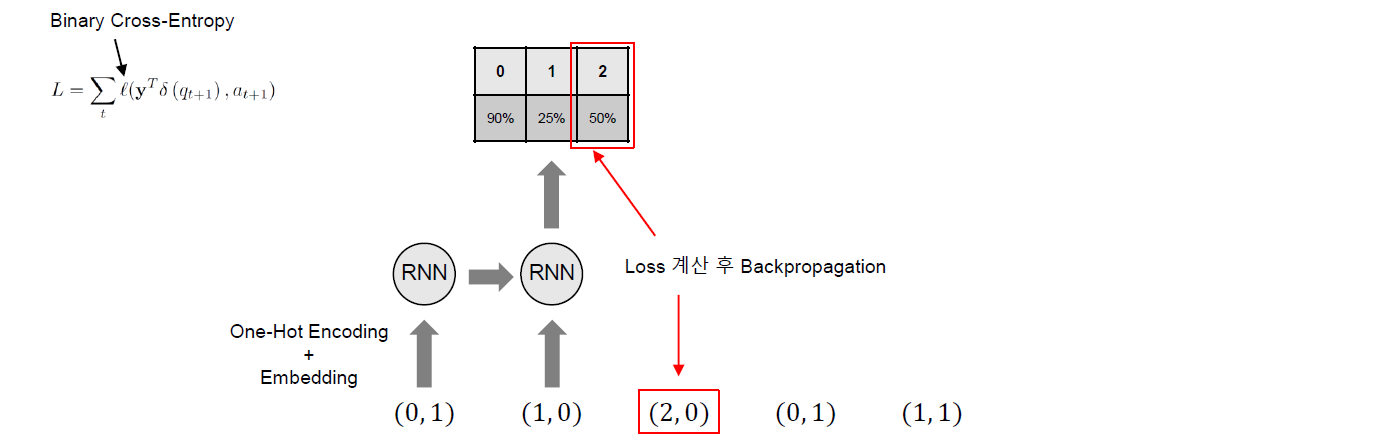 Binary Cross-Entropy
L = \sum_t \ell(\mathbf{y}^T \delta(q_{t+1}), a_{t+1})
0 1 2
90% 25% 50%
RNN RNN
Loss 계산 후 Backpropagation
One-Hot Encoding
+
Embedding
(0, 1) (1, 0) (2, 0) (0, 1) (1, 1)